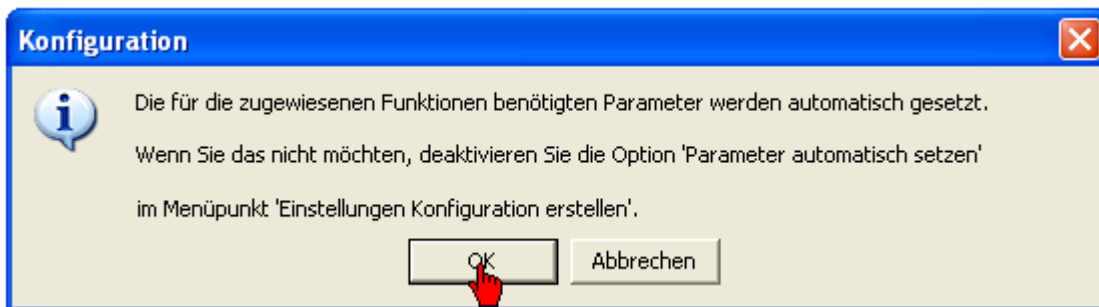 Konfiguration
Die für die zugewiesenen Funktionen benötigten Parameter werden automatisch gesetzt.
Wenn Sie das nicht möchten, deaktivieren Sie die Option 'Parameter automatisch setzen'
im Menüpunkt 'Einstellungen Konfiguration erstellen'.
OK
Abbrechen